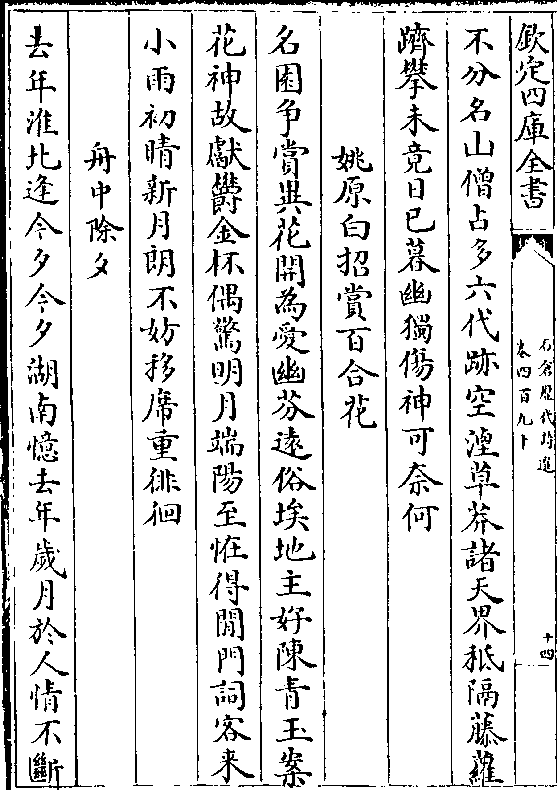 欽定四庫全書
石倉歷代詩選
卷四百九十
十四
不分名山僧占多六代跡空湮草莽諸天界秪隔藤蘿
躋攀未竟日已暮幽獨傷神可奈何
姚原白招賞百合花
名園爭賞異花開為愛幽芬遠俗埃地主好陳青玉案
花神故獻鬱金杯偶驚明月端陽至恠得閒門詞客来
小雨初晴新月朗不妨移席重徘徊
舟中除夕
去年淮北逢今夕今夕湖南憶去年歲月於人情不斷